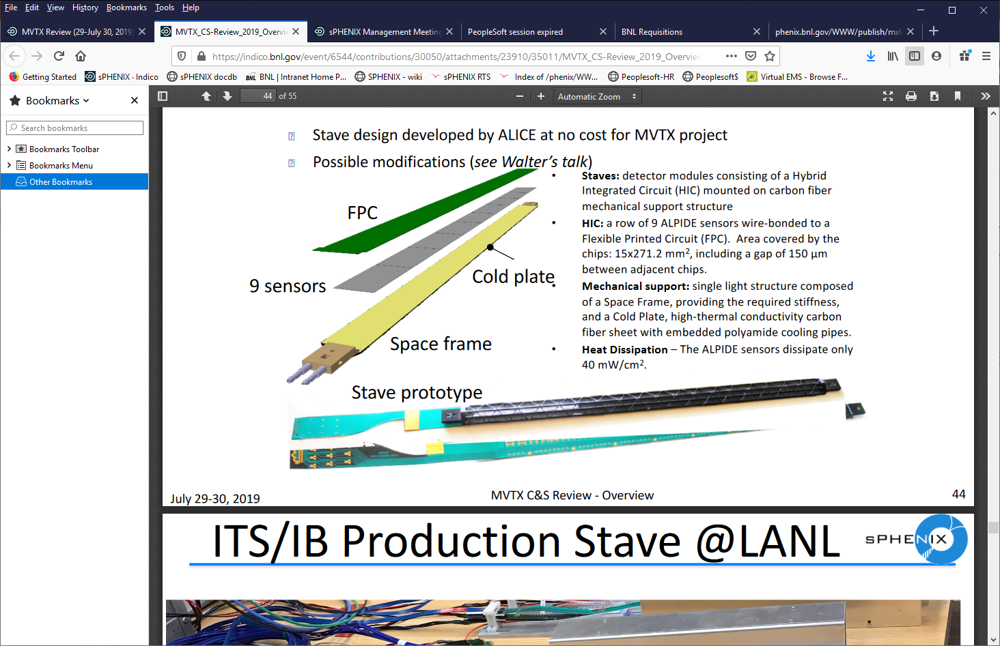 File Edit View History Bookmarks Tools Help
MVTX Review (29-July 30, 2019)
MVTX_CS-Review_2019_Overvie
sPHENIX Management Meeting
PeopleSoft session expired
BNL Requisitions
phenix.bnl.gov/WWW/publish/mxli
https://indico.bnl.gov/event/6544/contributions/30050/attachments/23910/35011/MVTX_CS-Review_2019_Overview
Getting Started
sPHENIX · Indico
sPHENIX docdb
BNL BNL | Intranet Home P...
SPHENIX - wiki
sPHENIX RTS
Index of /phenix/WW...
Peoplesoft-HR
Peoplesoft$
Virtual EMS - Browse F...
Bookmarks
44 of 55
Automatic Zoom
Search bookmarks
Bookmarks Toolbar
Bookmarks Menu
Other Bookmarks
Stave design developed by ALICE at no cost for MVTX project
Possible modifications (see Walter's talk)
FPC
9 sensors
Cold plate
Space frame
• Staves: detector modules consisting of a Hybrid
Integrated Circuit (HIC) mounted on carbon fiber
mechanical support structure
• HIC: a row of 9 ALPIDE sensors wire-bonded to a
Flexible Printed Circuit (FPC). Area covered by the
chips: 15x271.2 mm², including a gap of 150 µm
between adjacent chips.
• Mechanical support: single light structure composed
of a Space Frame, providing the required stiffness,
and a Cold Plate, high-thermal conductivity carbon
fiber sheet with embedded polyamide cooling pipes.
• Heat Dissipation – The ALPIDE sensors dissipate only
40 mW/cm².
Stave prototype
July 29-30, 2019
MVTX C&S Review - Overview
44
ITS/IB Production Stave @LANL
sPHENIX